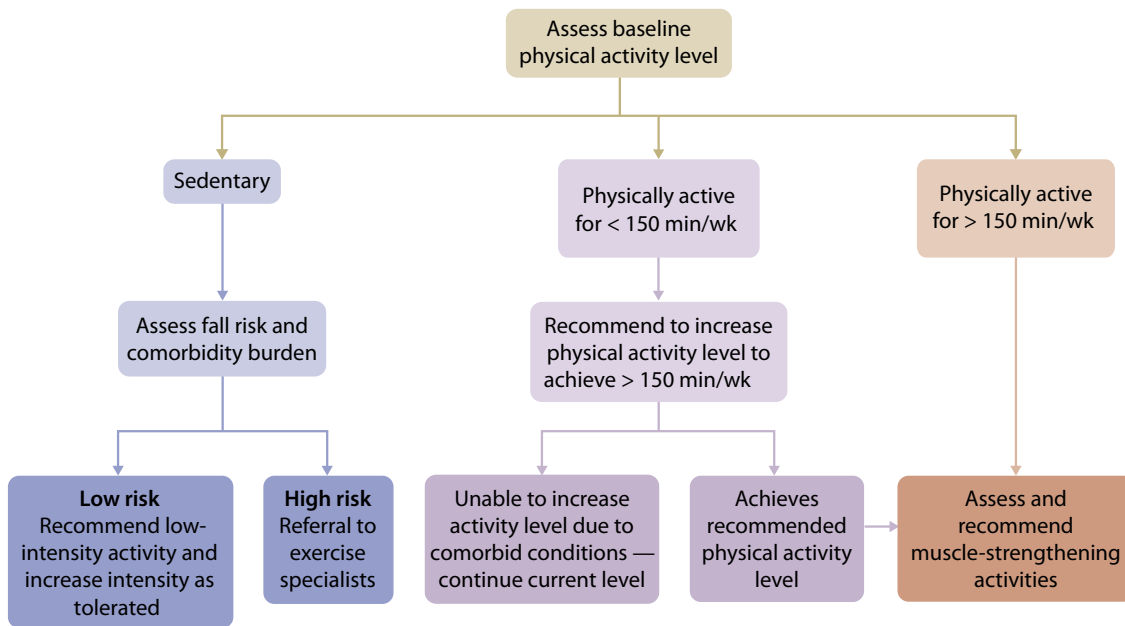 Assess baseline
physical activity level
Sedentary
Physically active
for < 150 min/wk
Physically active
for > 150 min/wk
Assess fall risk and
comorbidity burden
Recommend to increase
physical activity level to
achieve > 150 min/wk
Low risk
Recommend low-
intensity activity and
increase intensity as
tolerated
High risk
Referral to
exercise
specialists
Unable to increase
activity level due to
comorbid conditions —
continue current level
Achieves
recommended
physical activity
level
Assess and
recommend
muscle-strengthening
activities